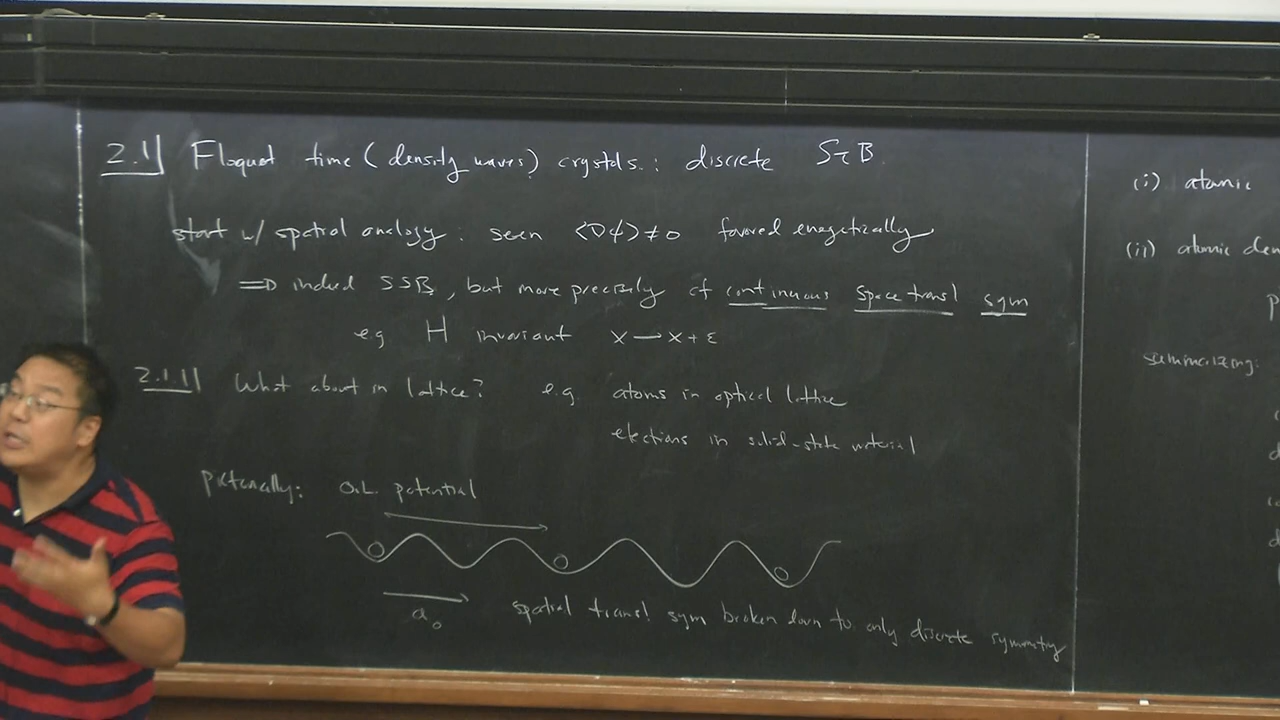 2.1 Floquet time (density waves) crystals: discrete SτB
start w/ spatial analogy: seen ≠0 favored energetically
⇒ indeed SSB, but more precisely of continuous space transl sym
eg H invariant x → x + ε
2.1.1 What about in lattice? e.g. atoms in optical lattice
electrons in solid-state material
pictorially: O.L. potential
a₀ spatial transl sym broken down to only discrete symmetry
(i) atomic
(ii) atomic den
summarizing: